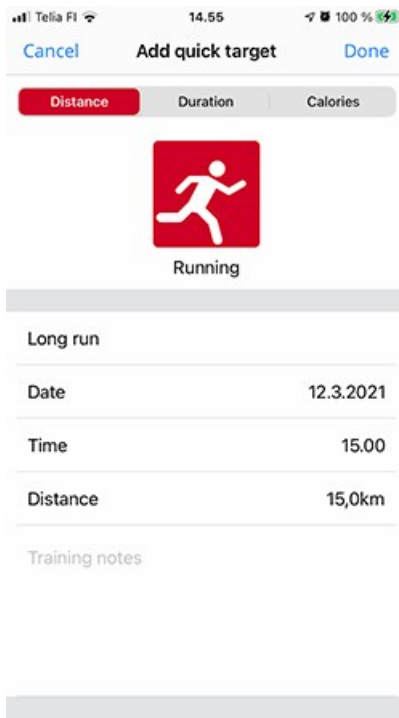 Telia FI 14.55 100 %
Cancel Add quick target Done
Distance Duration Calories
Running
Long run
Date 12.3.2021
Time 15.00
Distance 15,0km
Training notes